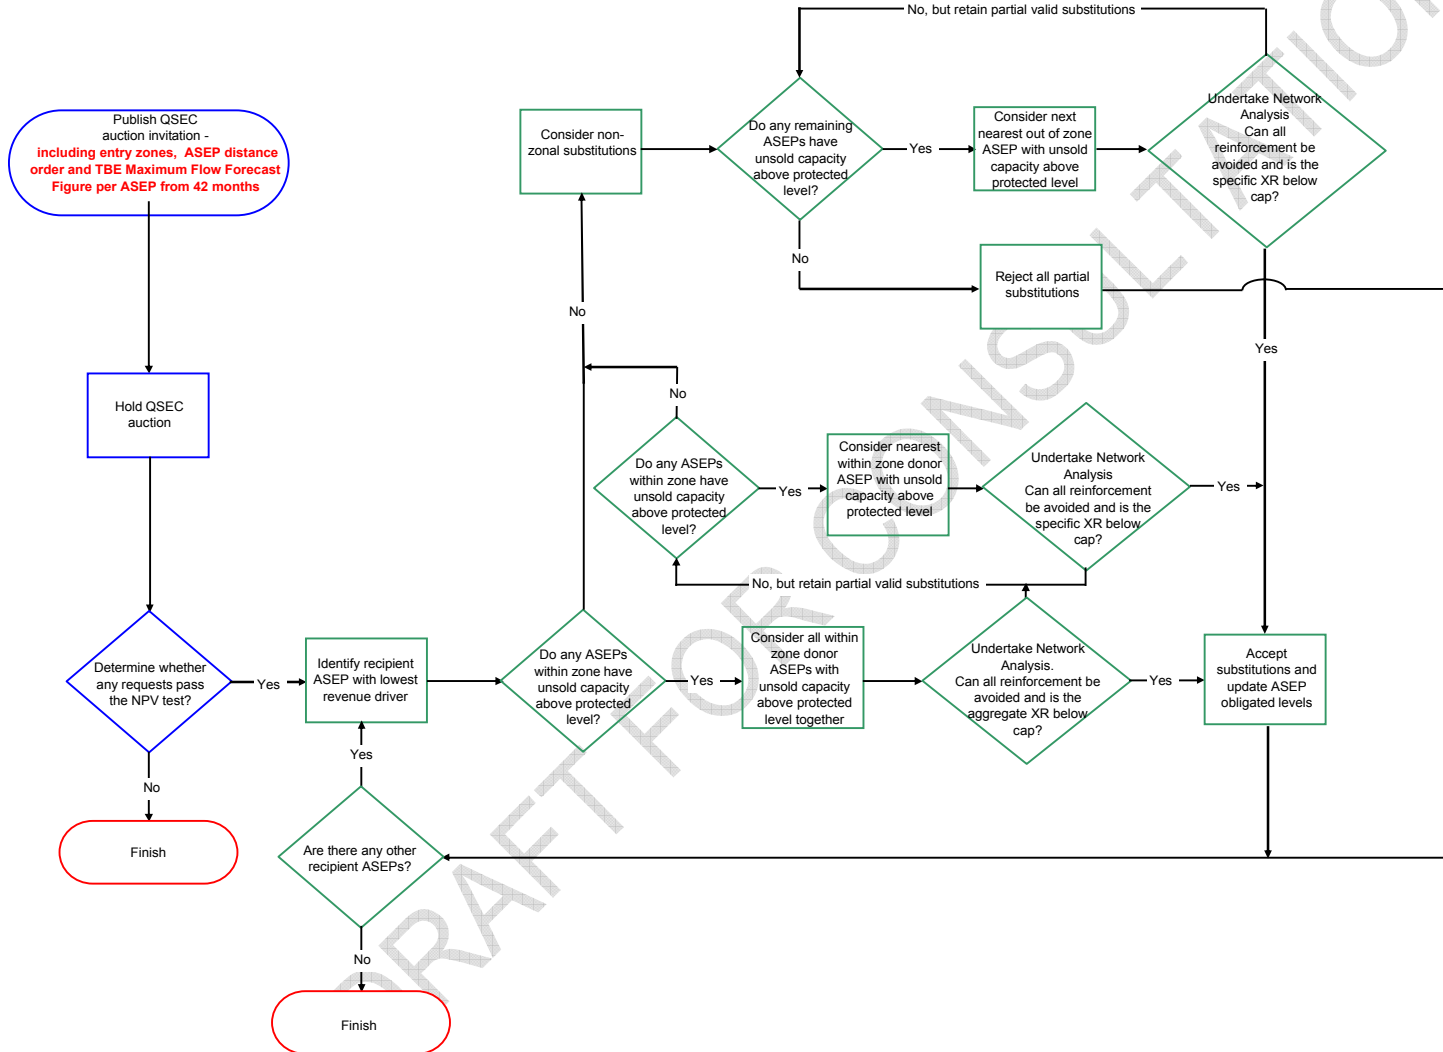 No, but retain partial valid substitutions
Publish QSEC
auction invitation -
including entry zones, ASEP distance
order and TBE Maximum Flow Forecast
Figure per ASEP from 42 months
Consider non-
zonal substitutions
Do any remaining
ASEPs have
unsold capacity
above protected
level?
Yes
Consider next
nearest out of zone
ASEP with unsold
capacity above
protected level
Undertake Network
Analysis
Can all
reinforcement be
avoided and is the
specific XR below
cap?
No
Reject all partial
substitutions
No
Yes
Hold QSEC
auction
No
Do any ASEPs
within zone have
unsold capacity
above protected
level?
Yes
Consider nearest
within zone donor
ASEP with unsold
capacity above
protected level
Undertake Network
Analysis
Can all reinforcement
be avoided and is the
specific XR below
cap?
Yes
No, but retain partial valid substitutions
Determine whether
any requests pass
the NPV test?
Yes
Identify recipient
ASEP with lowest
revenue driver
Do any ASEPs
within zone have
unsold capacity
above protected
level?
Yes
Consider all within
zone donor
ASEPs with
unsold capacity
above protected
level together
Undertake Network
Analysis.
Can all reinforcement be
avoided and is the
aggregate XR below
cap?
Yes
Accept
substitutions and
update ASEP
obligated levels
Yes
No
Finish
Are there any other
recipient ASEPs?
No
Finish
DRAFT FOR CONSULTATION